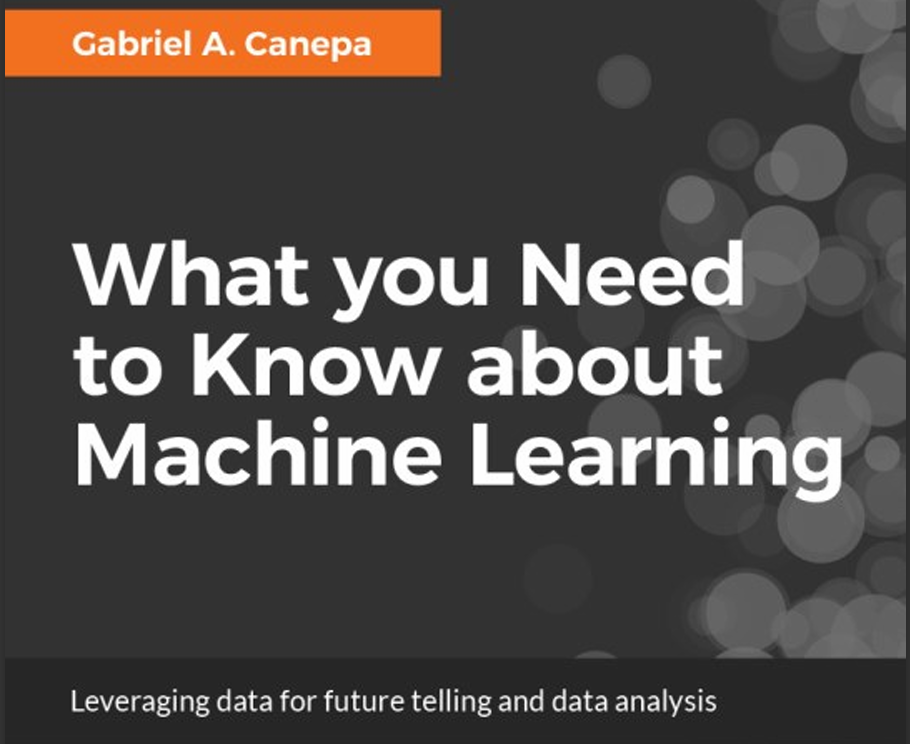 Gabriel A. Canepa
What you Need
to Know about
Machine Learning
Leveraging data for future telling and data analysis